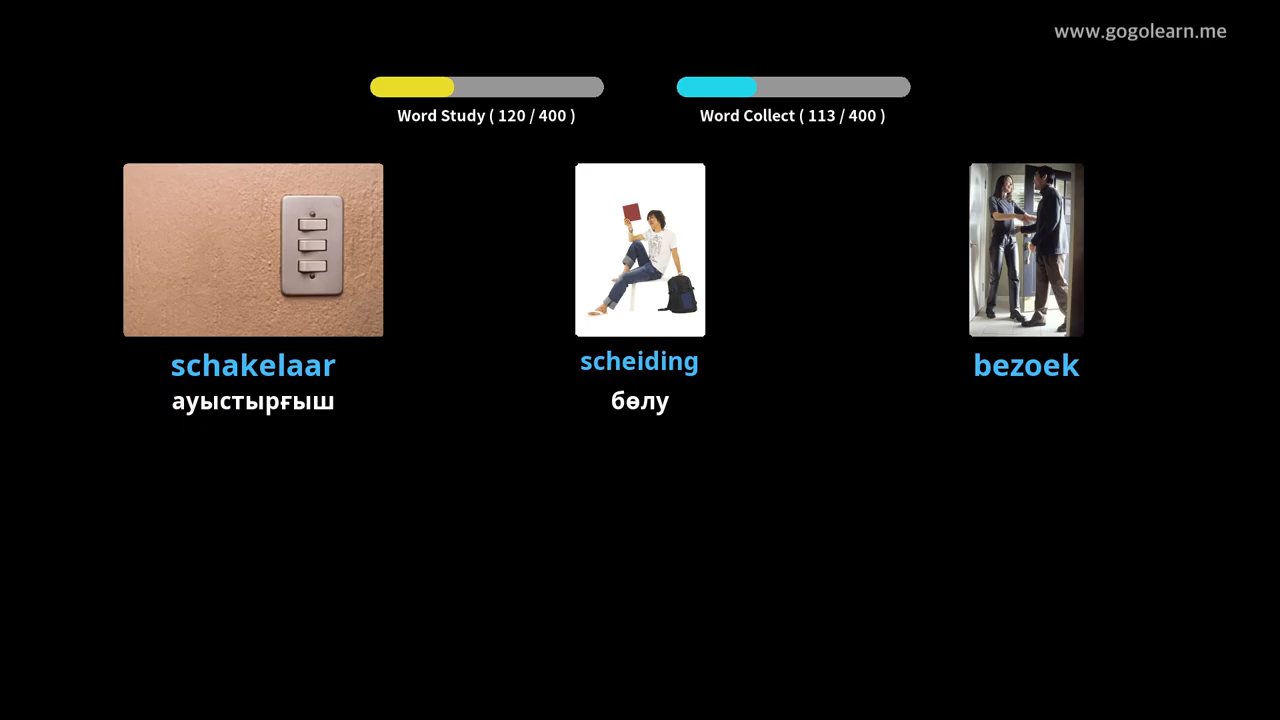 www.gogolearn.me
Word Study ( 120 / 400 )
Word Collect ( 113 / 400 )
schakelaar
ауыстырғыш
scheiding
бөлу
bezoek